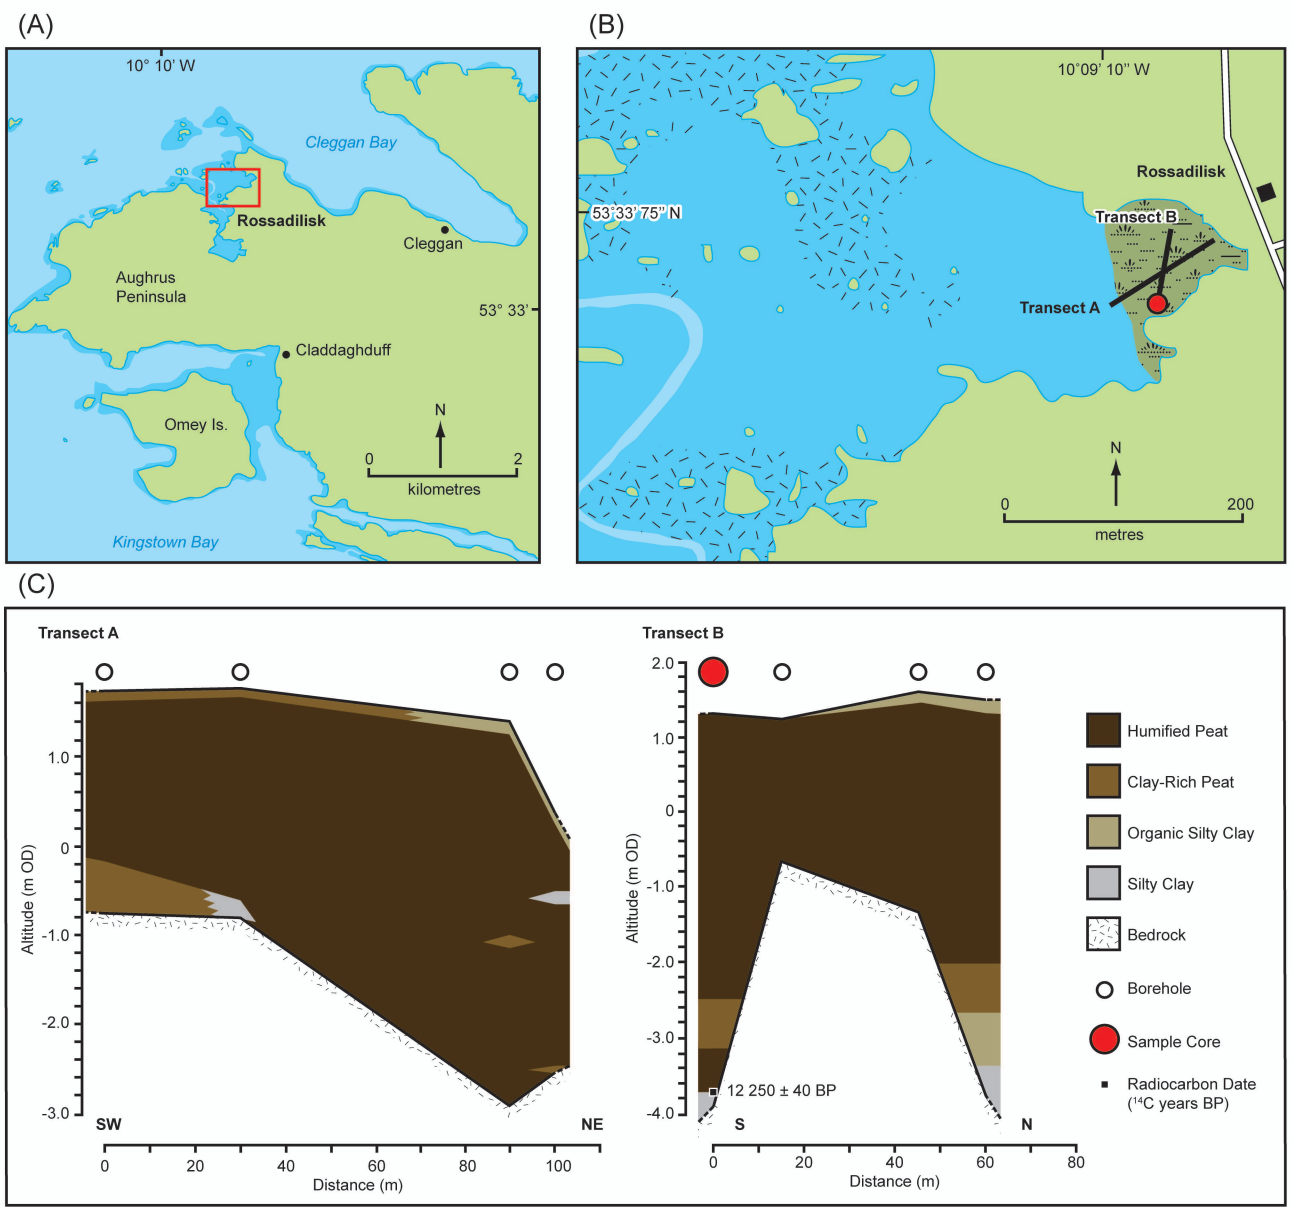 (A)
10° 10' W
Cleggan Bay
Rossadilisk
Cleggan
Aughrus
Peninsula
53° 33'
Claddaghduff
Omey Is.
N
0 2
kilometres
Kingstown Bay
(B)
10°09' 10" W
Rossadilisk
53°33' 75" N
Transect B
Transect A
N
0 200
metres
(C)
Transect A
1.0
0
-1.0
-2.0
-3.0
Altitude (m OD)
SW NE
0 20 40 60 80 100
Distance (m)
Transect B
2.0
1.0
0
-1.0
-2.0
-3.0
-4.0
Altitude (m OD)
12 250 ± 40 BP
S N
0 20 40 60 80
Distance (m)
Humified Peat
Clay-Rich Peat
Organic Silty Clay
Silty Clay
Bedrock
Borehole
Sample Core
Radiocarbon Date
(¹⁴C years BP)